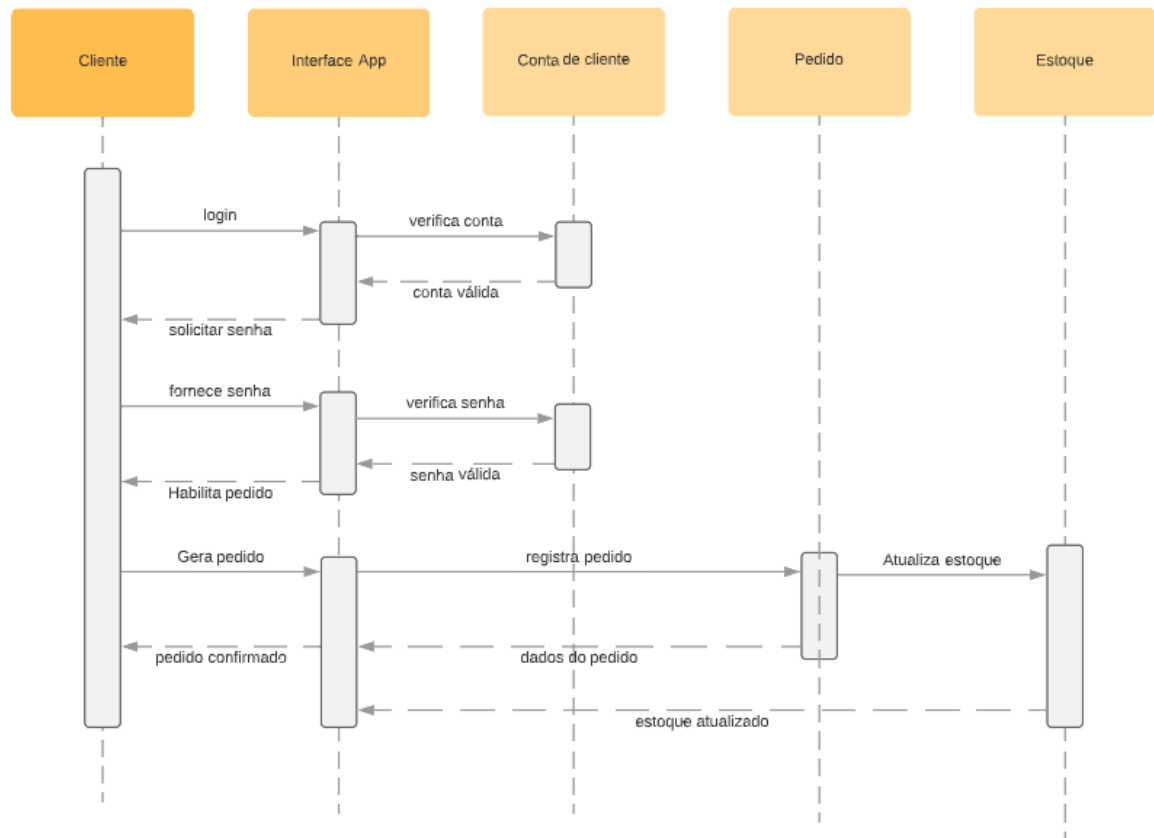 Cliente
Interface App
Conta de cliente
Pedido
Estoque
login
verifica conta
conta válida
solicitar senha
fornece senha
verifica senha
senha válida
Habilita pedido
Gera pedido
registra pedido
Atualiza estoque
pedido confirmado
dados do pedido
estoque atualizado